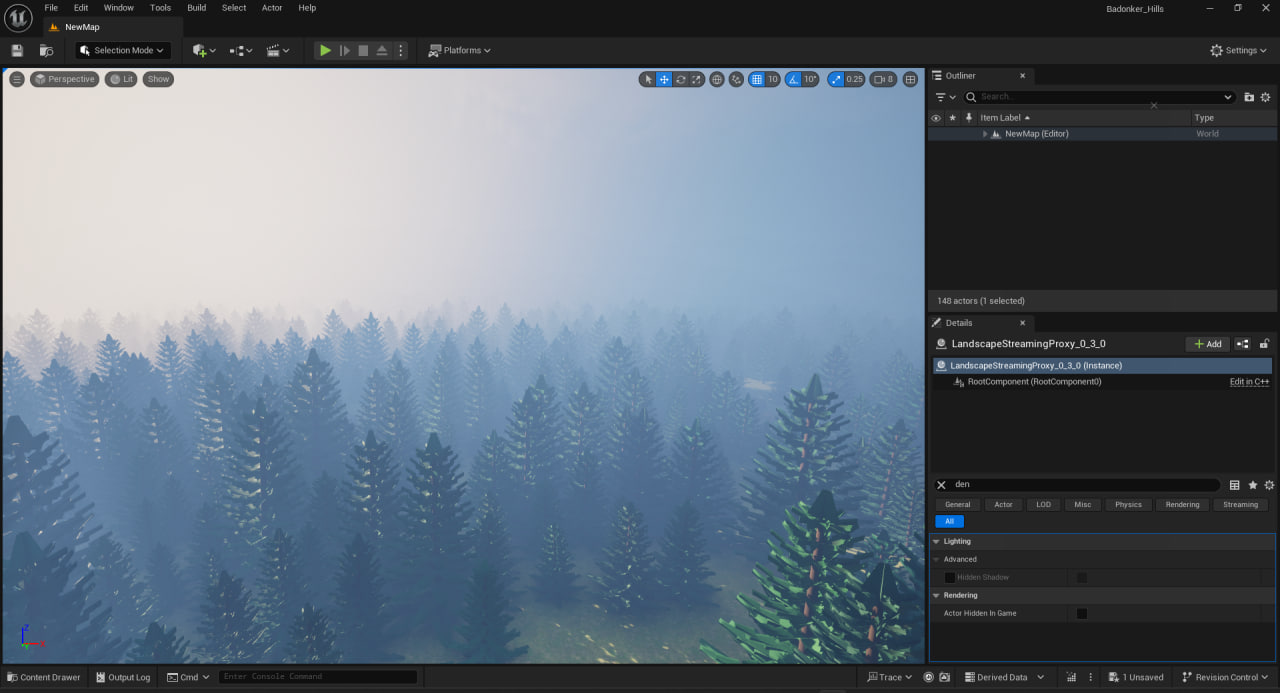 File Edit Window Tools Build Select Actor Help
Badonker_Hills
NewMap
Selection Mode
Platforms
Settings
Perspective Lit Show
10 10° 0.25 8
Outliner
Search...
Item Label Type
NewMap (Editor) World
148 actors (1 selected)
Details
LandscapeStreamingProxy_0_3_0
Add
LandscapeStreamingProxy_0_3_0 (Instance)
RootComponent (RootComponent0) Edit in C++
den
General Actor LOD Misc Physics Rendering Streaming
All
Lighting
Advanced
Hidden Shadow
Rendering
Actor Hidden In Game
Z
X
Content Drawer Output Log Cmd Enter Console Command
Trace Derived Data 1 Unsaved Revision Control